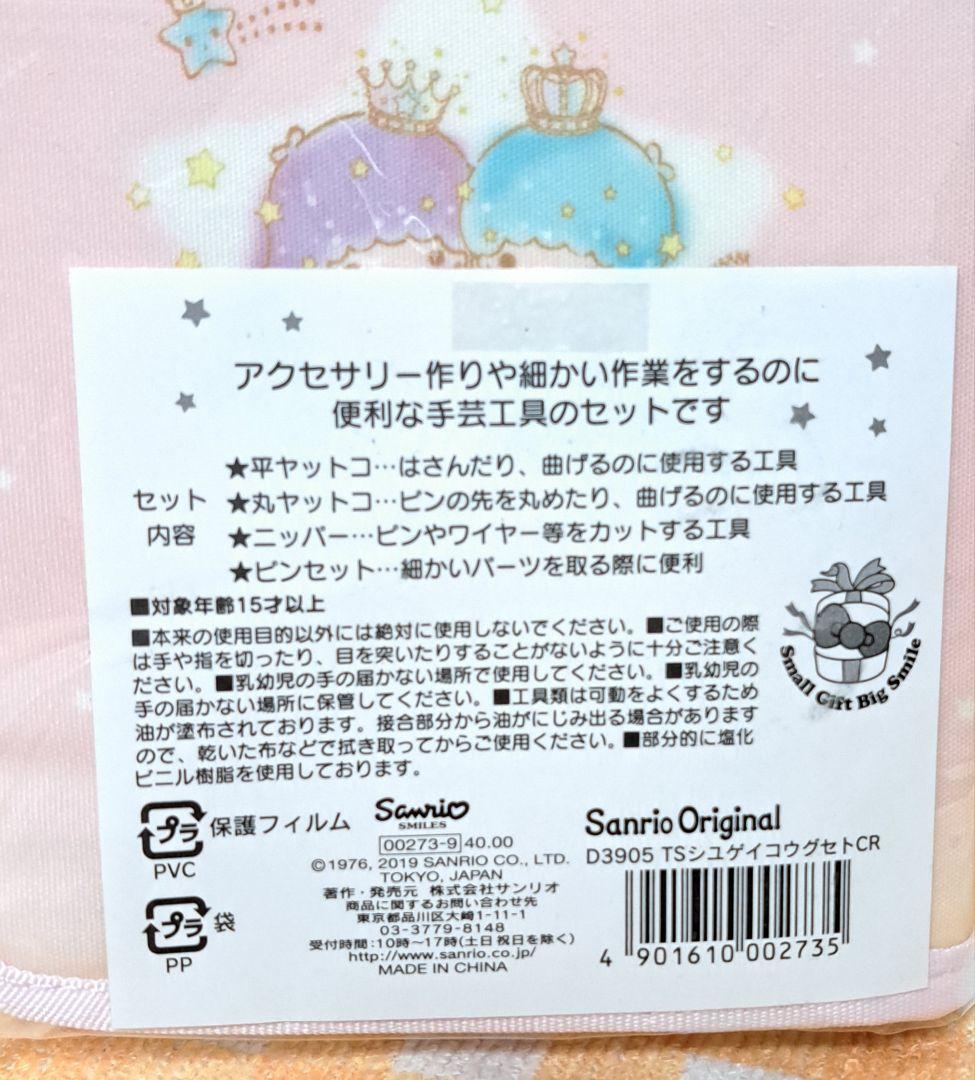 アクセサリー作りや細かい作業をするのに
便利な手芸工具のセットです
セット内容
★平ヤットコ…はさんだり、曲げるのに使用する工具
★丸ヤットコ…ピンの先を丸めたり、曲げるのに使用する工具
★ニッパー…ピンやワイヤー等をカットする工具
★ピンセット…細かいパーツを取る際に便利
■対象年齢15才以上
■本来の使用目的以外には絶対に使用しないでください。■ご使用の際
は手や指を切ったり、目を突いたりすることがないように十分ご注意く
ださい。■乳幼児の手の届かない場所で使用してください。■乳幼児の
手の届かない場所に保管してください。■工具類は可動をよくするため
油が塗布されております。接合部分から油がにじみ出る場合があります
ので、乾いた布などで拭き取ってからご使用ください。■部分的に塩化
ビニル樹脂を使用しております。
Small Gift Big Smile
プラ 保護フィルム
PVC
プラ 袋
PP
Sanrio
SMILES
00273-9 40.00
©1976, 2019 SANRIO CO., LTD.
TOKYO, JAPAN
著作・発売元 株式会社サンリオ
商品に関するお問い合わせ先
東京都品川区大崎1-11-1
03-3779-8148
受付時間:10時〜17時(土日祝日を除く)
http://www.sanrio.co.jp/
MADE IN CHINA
Sanrio Original
D3905 TSシユゲイコウグセトCR
4 901610 002735